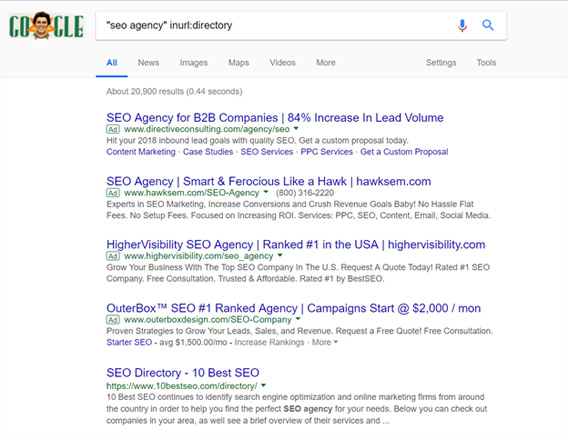 GOOGLE
"seo agency" inurl:directory
All News Images Maps Videos More Settings Tools
About 20,900 results (0.44 seconds)
SEO Agency for B2B Companies | 84% Increase In Lead Volume
Ad www.directiveconsulting.com/agency/seo
Hit your 2018 inbound lead goals with quality SEO. Get a custom proposal today.
Content Marketing · Case Studies · SEO Services · PPC Services · Get a Custom Proposal
SEO Agency | Smart & Ferocious Like a Hawk | hawksem.com
Ad www.hawksem.com/SEO-Agency (800) 316-2220
Experts in SEO Marketing, Increase Conversions and Crush Revenue Goals Baby! No Hassle Flat
Fees. No Setup Fees. Focused on Increasing ROI. Services: PPC, SEO, Content, Email, Social Media.
HigherVisibility SEO Agency | Ranked #1 in the USA | highervisibility.com
Ad www.highervisibility.com/seo_agency
Grow Your Business With The Top SEO Company In The U.S. Request A Quote Today! Rated #1 SEO
Company. Free Consultation. Trusted & Affordable. Rated #1 by BestSEO.
OuterBox™ SEO #1 Ranked Agency | Campaigns Start @ $2,000 / mon
Ad www.outerboxdesign.com/SEO-Company
Proven Strategies to Grow Your Leads, Sales, and Revenue. Request a Free Quote! Free Consultation.
Starter SEO - avg $1,500.00/mo - Increase Rankings · More
SEO Directory - 10 Best SEO
https://www.10bestseo.com/directory/
10 Best SEO continues to identify search engine optimization and online marketing firms from around
the country in order to help you find the perfect SEO agency for your needs. Below you can check out
companies in your area, as well see a brief overview of their services and ...